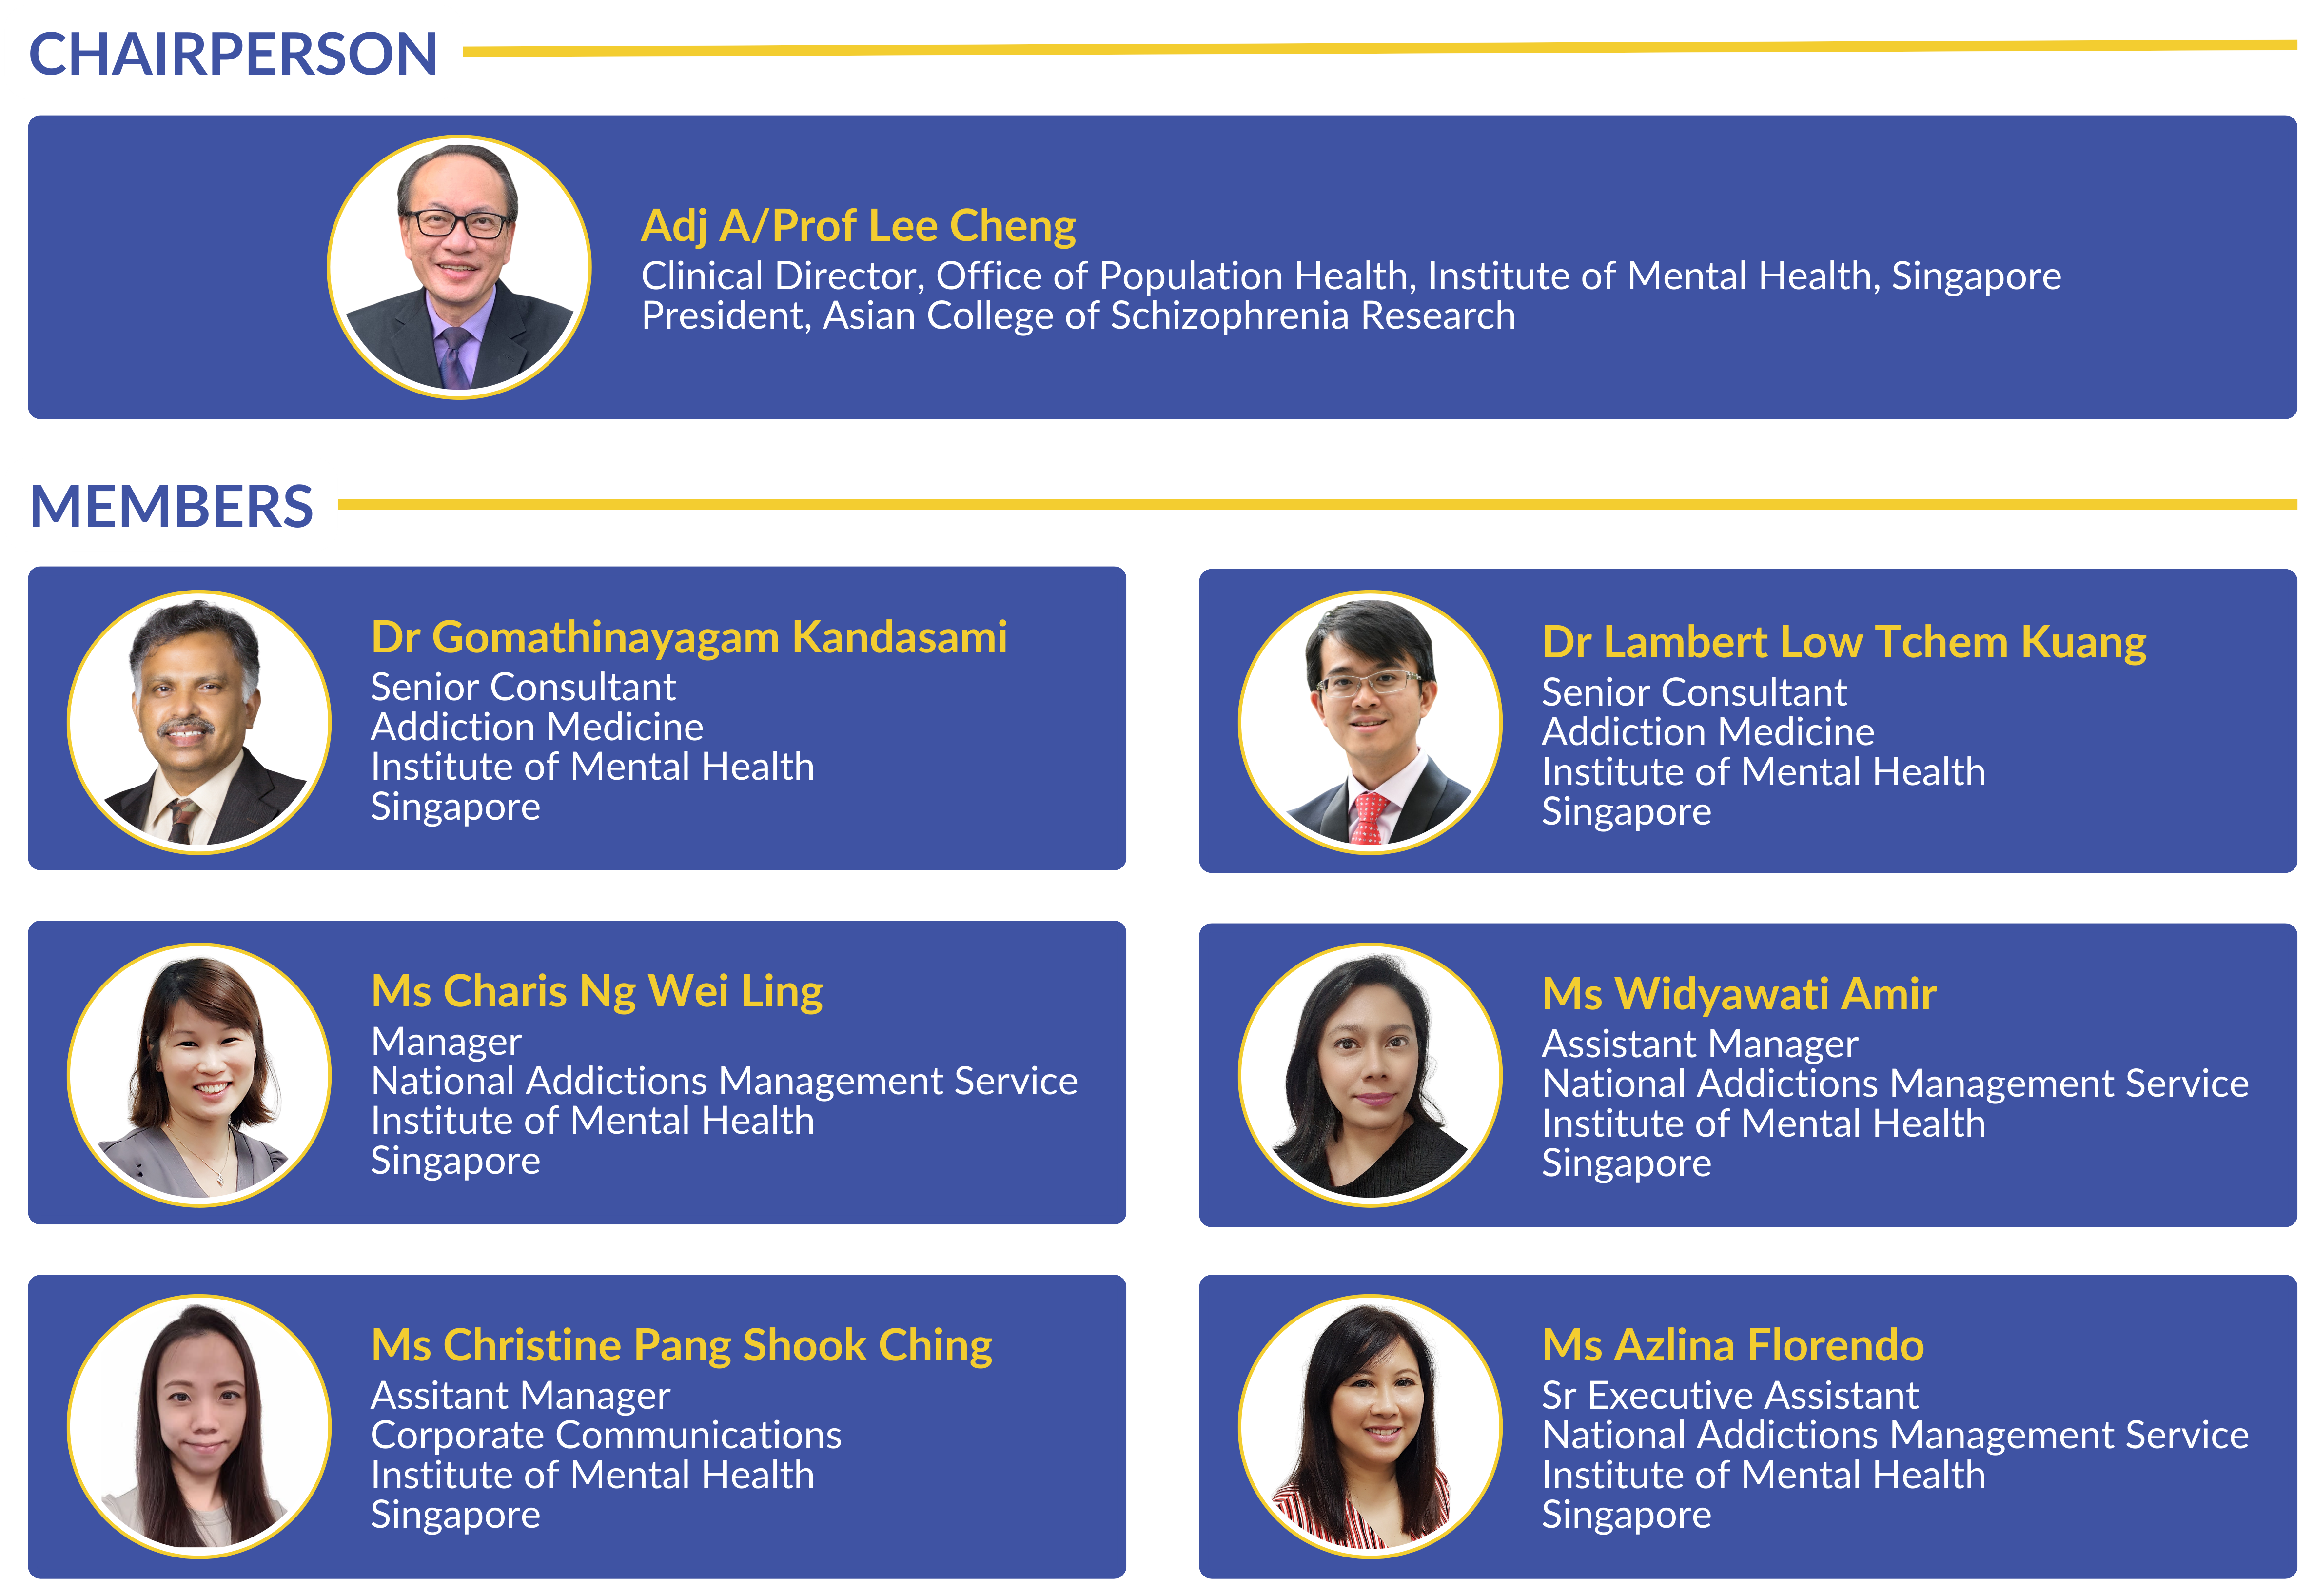 CHAIRPERSON
Adj A/Prof Lee Cheng
Clinical Director, Office of Population Health, Institute of Mental Health, Singapore
President, Asian College of Schizophrenia Research
MEMBERS
Dr Gomathinayagam Kandasami
Senior Consultant
Addiction Medicine
Institute of Mental Health
Singapore
Dr Lambert Low Tchem Kuang
Senior Consultant
Addiction Medicine
Institute of Mental Health
Singapore
Ms Charis Ng Wei Ling
Manager
National Addictions Management Service
Institute of Mental Health
Singapore
Ms Widyawati Amir
Assistant Manager
National Addictions Management Service
Institute of Mental Health
Singapore
Ms Christine Pang Shook Ching
Assitant Manager
Corporate Communications
Institute of Mental Health
Singapore
Ms Azlina Florendo
Sr Executive Assistant
National Addictions Management Service
Institute of Mental Health
Singapore